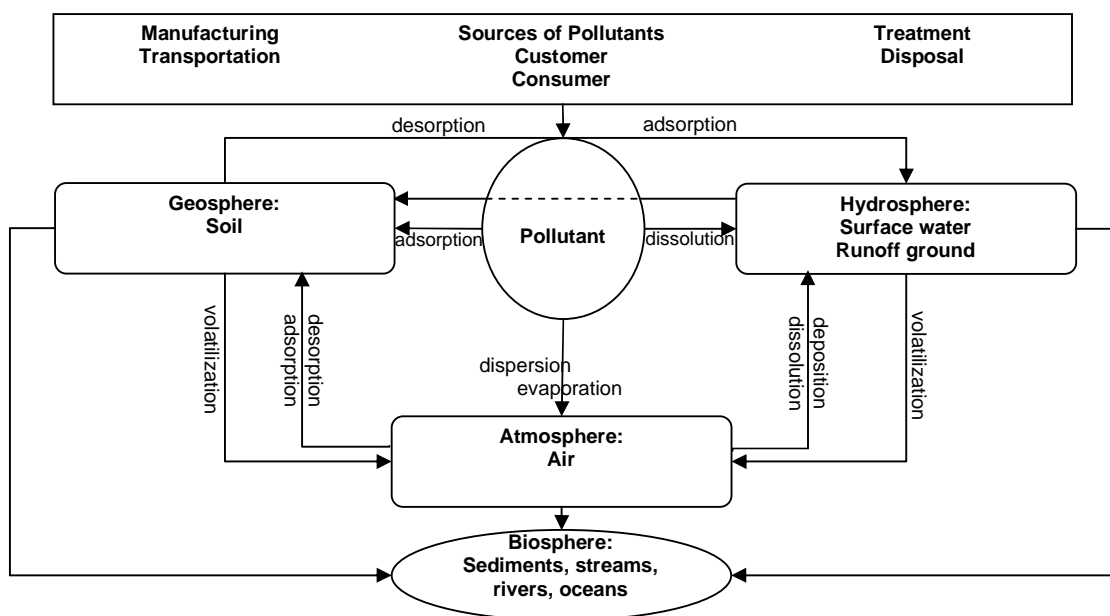 Manufacturing
Transportation
Sources of Pollutants
Customer
Consumer
Treatment
Disposal
desorption
adsorption
Geosphere:
Soil
Pollutant
Hydrosphere:
Surface water
Runoff ground
adsorption
dissolution
volatilization
adsorption
desorption
dispersion
evaporation
dissolution
deposition
volatilization
Atmosphere:
Air
Biosphere:
Sediments, streams,
rivers, oceans